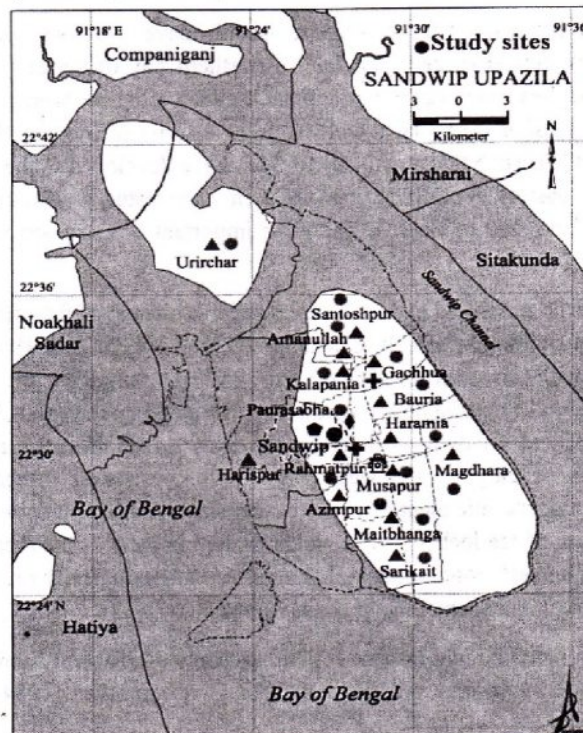 91°18' E
91°24'
91°30'
91°36'
Companiganj
Study sites
SANDWIP UPAZILA
3 0 3
Kilometer
N
22°42'
Mirsharai
Urirchar
Sitakunda
22°36'
Sandwip Channel
Noakhali
Sadar
Santoshpur
Amanullah
Gachhua
Kalapania
Bauria
Paurasabha
Haramia
Sandwip
22°30'
Harispur
Rahmatpur
Magdhara
Musapur
Bay of Bengal
Azimpur
Maitbhanga
Sarikait
22°24' N
Hatiya
Bay of Bengal